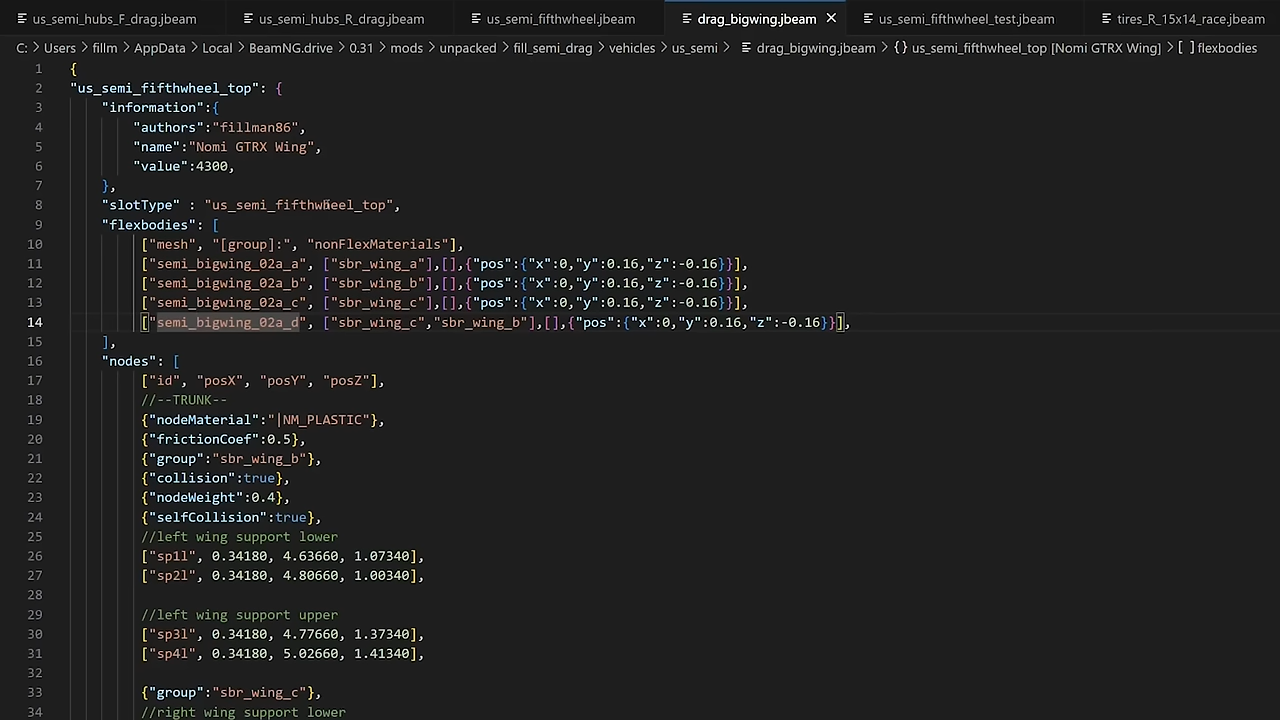 us_semi_hubs_F_drag.jbeam us_semi_hubs_R_drag.jbeam us_semi_fifthwheel.jbeam drag_bigwing.jbeam us_semi_fifthwheel_test.jbeam tires_R_15x14_race.jbeam
C: > Users > fillm > AppData > Local > BeamNG.drive > 0.31 > mods > unpacked > fill_semi_drag > vehicles > us_semi > drag_bigwing.jbeam > {} us_semi_fifthwheel_top [Nomi GTRX Wing] > [ ] flexbodies
1 {
2 "us_semi_fifthwheel_top": {
3 "information":{
4 "authors":"fillman86",
5 "name":"Nomi GTRX Wing",
6 "value":4300,
7 },
8 "slotType" : "us_semi_fifthwheel_top",
9 "flexbodies": [
10 ["mesh", "[group]:", "nonFlexMaterials"],
11 ["semi_bigwing_02a_a", ["sbr_wing_a"],[],{"pos":{"x":0,"y":0.16,"z":-0.16}}],
12 ["semi_bigwing_02a_b", ["sbr_wing_b"],[],{"pos":{"x":0,"y":0.16,"z":-0.16}}],
13 ["semi_bigwing_02a_c", ["sbr_wing_c"],[],{"pos":{"x":0,"y":0.16,"z":-0.16}}],
14 ["semi_bigwing_02a_d", ["sbr_wing_c","sbr_wing_b"],[],{"pos":{"x":0,"y":0.16,"z":-0.16}}],
15 ],
16 "nodes": [
17 ["id", "posX", "posY", "posZ"],
18 //--TRUNK--
19 {"nodeMaterial":"|NM_PLASTIC"},
20 {"frictionCoef":0.5},
21 {"group":"sbr_wing_b"},
22 {"collision":true},
23 {"nodeWeight":0.4},
24 {"selfCollision":true},
25 //left wing support lower
26 ["sp1l", 0.34180, 4.63660, 1.07340],
27 ["sp2l", 0.34180, 4.80660, 1.00340],
28
29 //left wing support upper
30 ["sp3l", 0.34180, 4.77660, 1.37340],
31 ["sp4l", 0.34180, 5.02660, 1.41340],
32
33 {"group":"sbr_wing_c"},
34 //right wing support lower